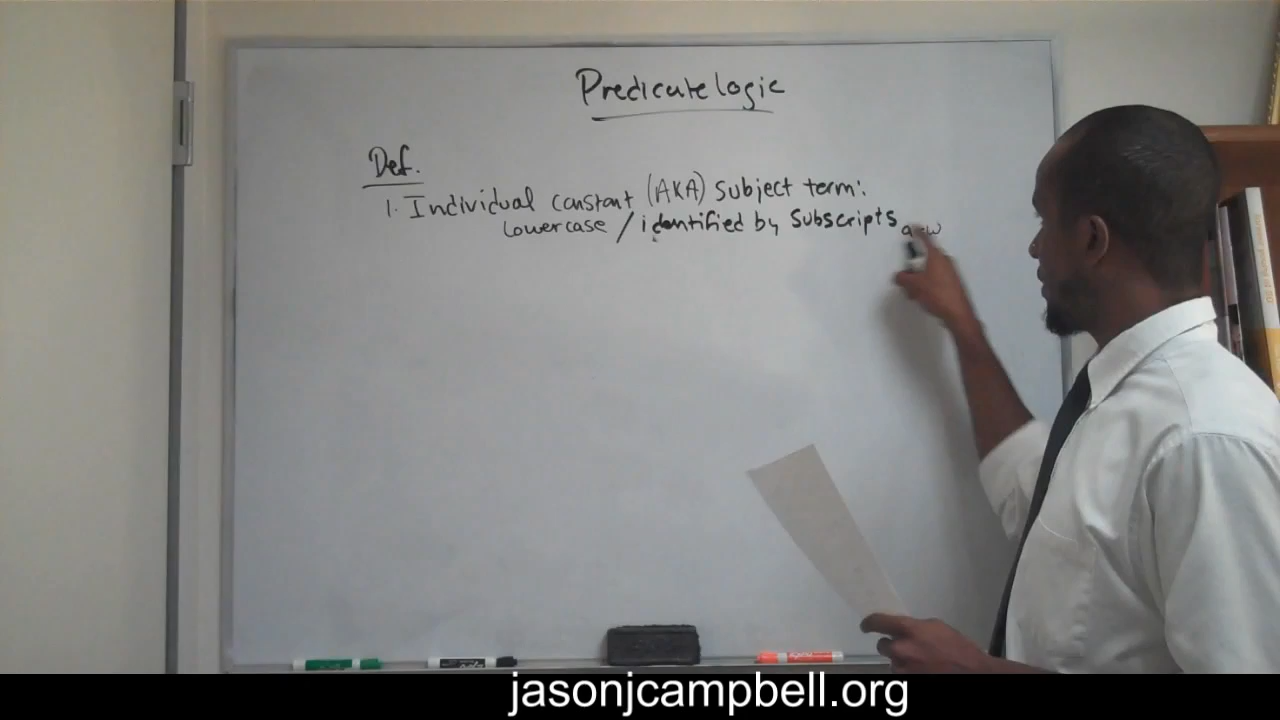 Predicate logic
Def.
1. Individual constant (AKA) Subject term:
lowercase / identified by Subscripts
jasonjcampbell.org